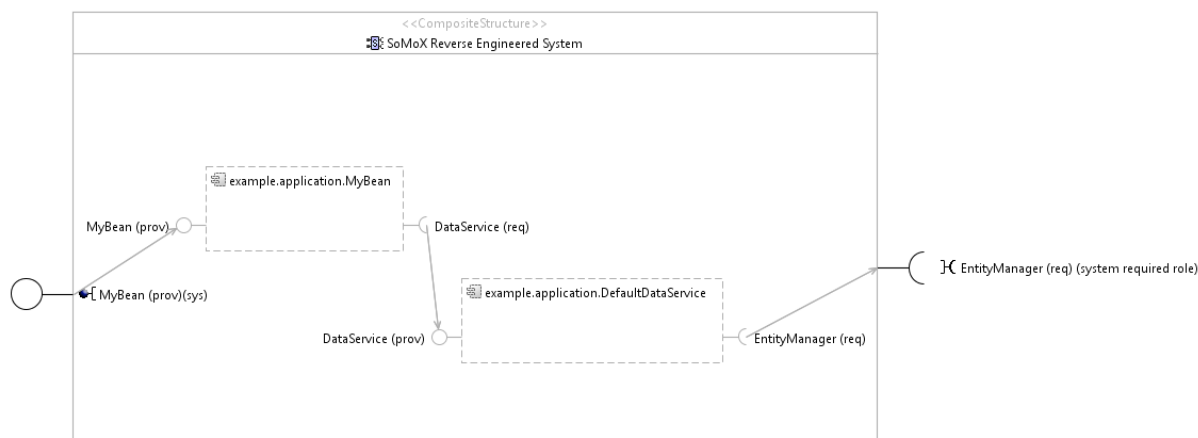 <<CompositeStructure>>
SoMoX Reverse Engineered System
example.application.MyBean
MyBean (prov)
DataService (req)
EntityManager (req) (system required role)
MyBean (prov)(sys)
example.application.DefaultDataService
DataService (prov)
EntityManager (req)